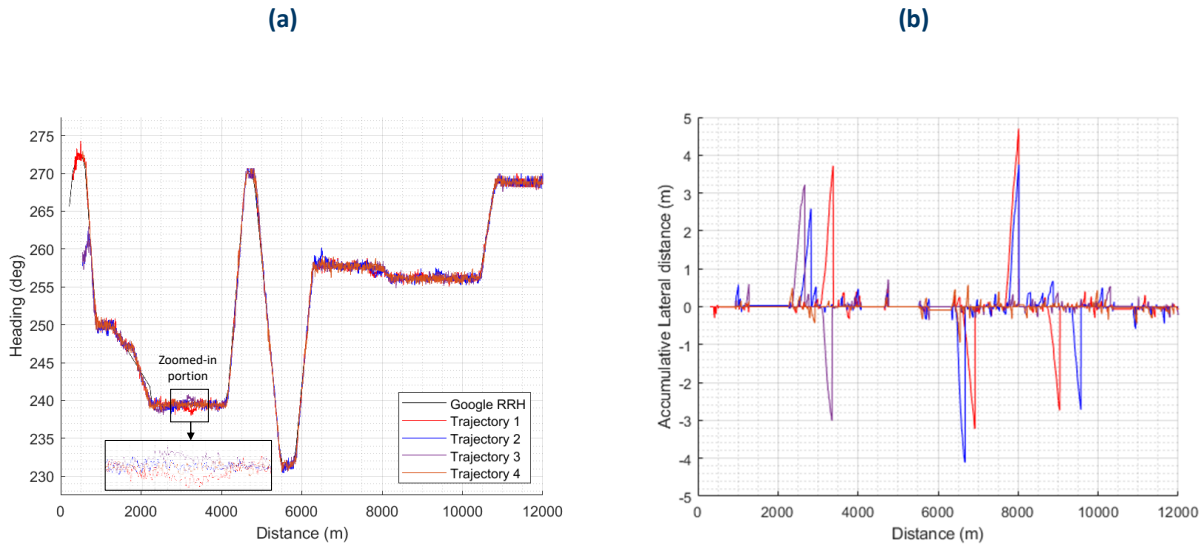 (a)
(b)
Heading (deg)
275
270
265
260
255
250
245
240
235
230
Zoomed-in
portion
Google RRH
Trajectory 1
Trajectory 2
Trajectory 3
Trajectory 4
0
2000
4000
6000
8000
10000
12000
Distance (m)
Accumulative Lateral distance (m)
5
4
3
2
1
0
-1
-2
-3
-4
-5
0
2000
4000
6000
8000
10000
12000
Distance (m)